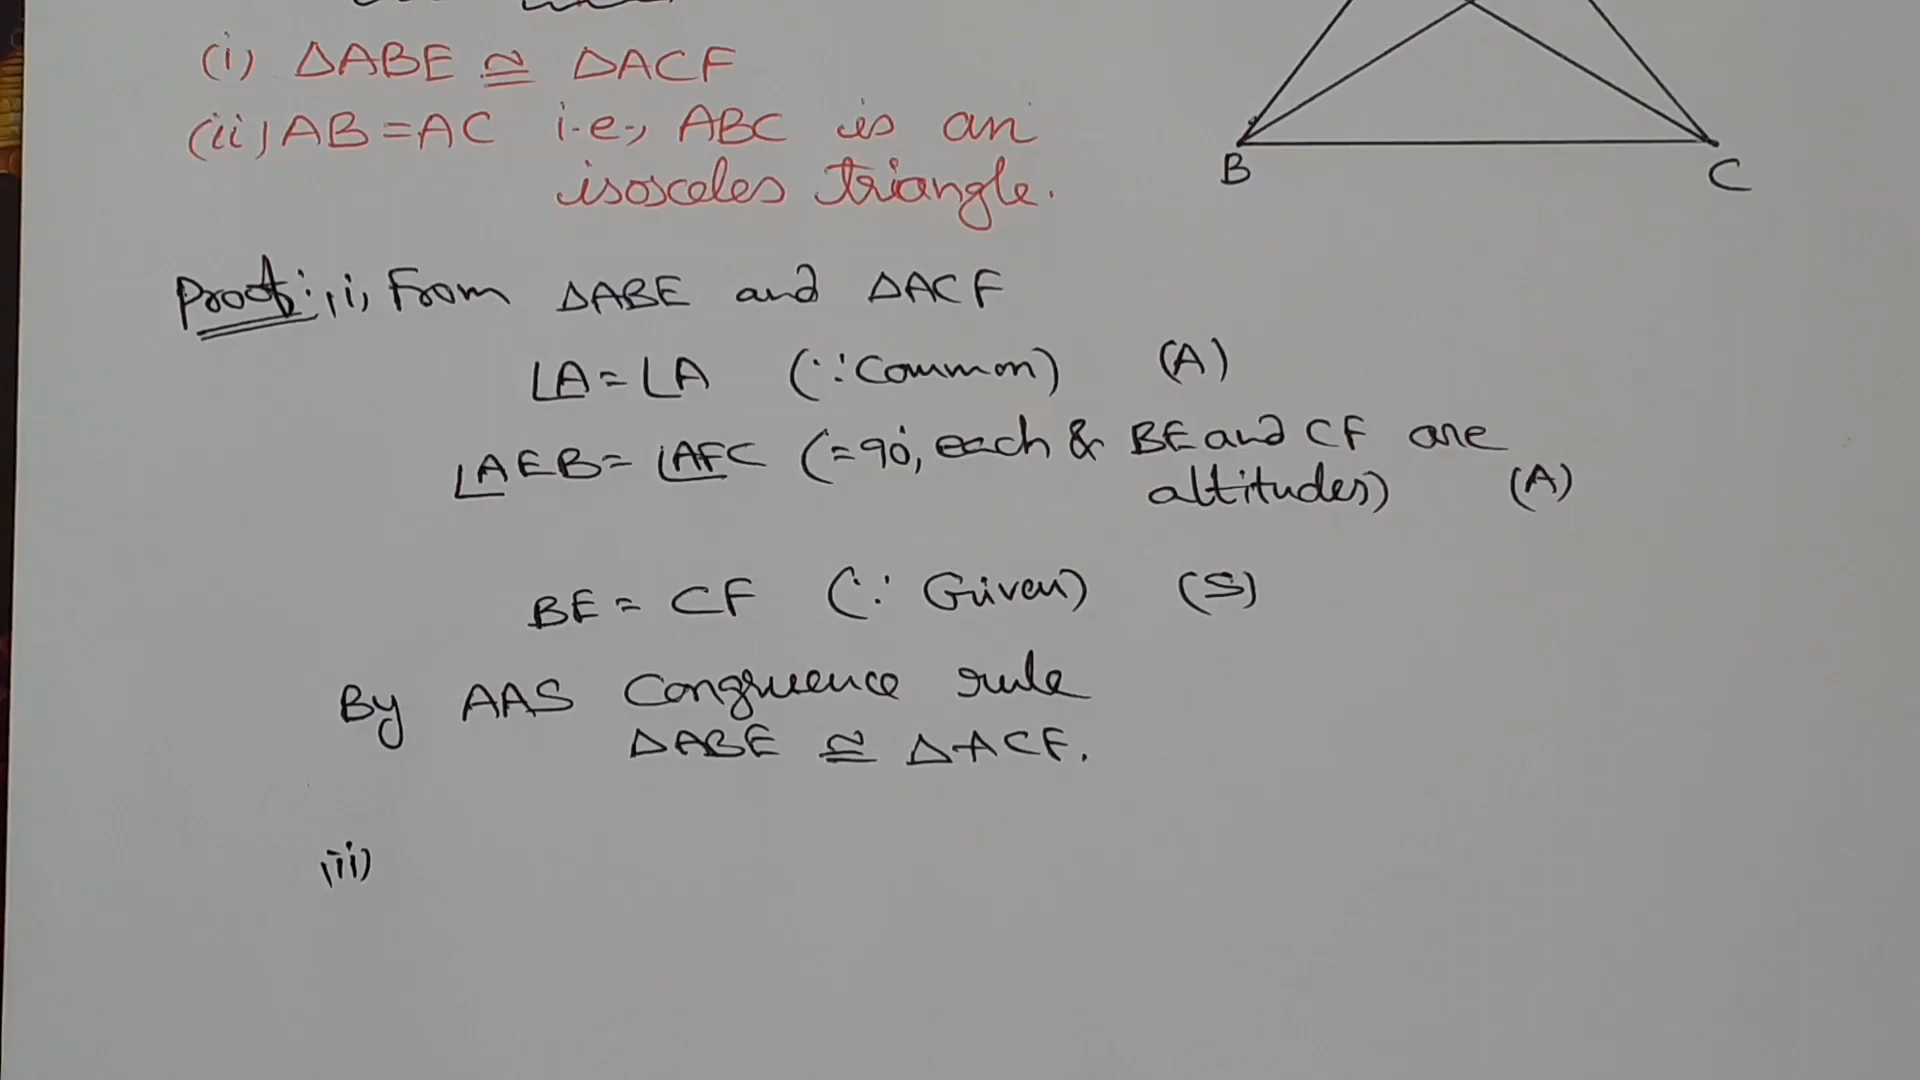 (i) ΔABE ≅ ΔACF
(ii) AB=AC i.e., ABC is an
isosceles triangle.
B
C
Proof: (i) From ΔABE and ΔACF
∠A = ∠A (∵ Common) (A)
∠AEB = ∠AFC (=90°, each & BE and CF are
altitudes) (A)
BE = CF (∵ Given) (S)
By AAS Congruence rule
ΔABE ≅ ΔACF.
(ii)